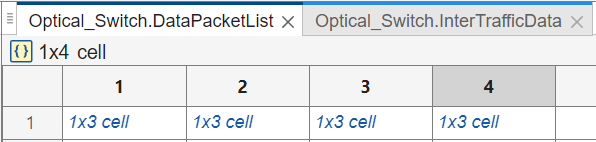 Optical_Switch.DataPacketList × Optical_Switch.InterTrafficData ×
{} 1x4 cell
1 2 3 4
1 1x3 cell 1x3 cell 1x3 cell 1x3 cell